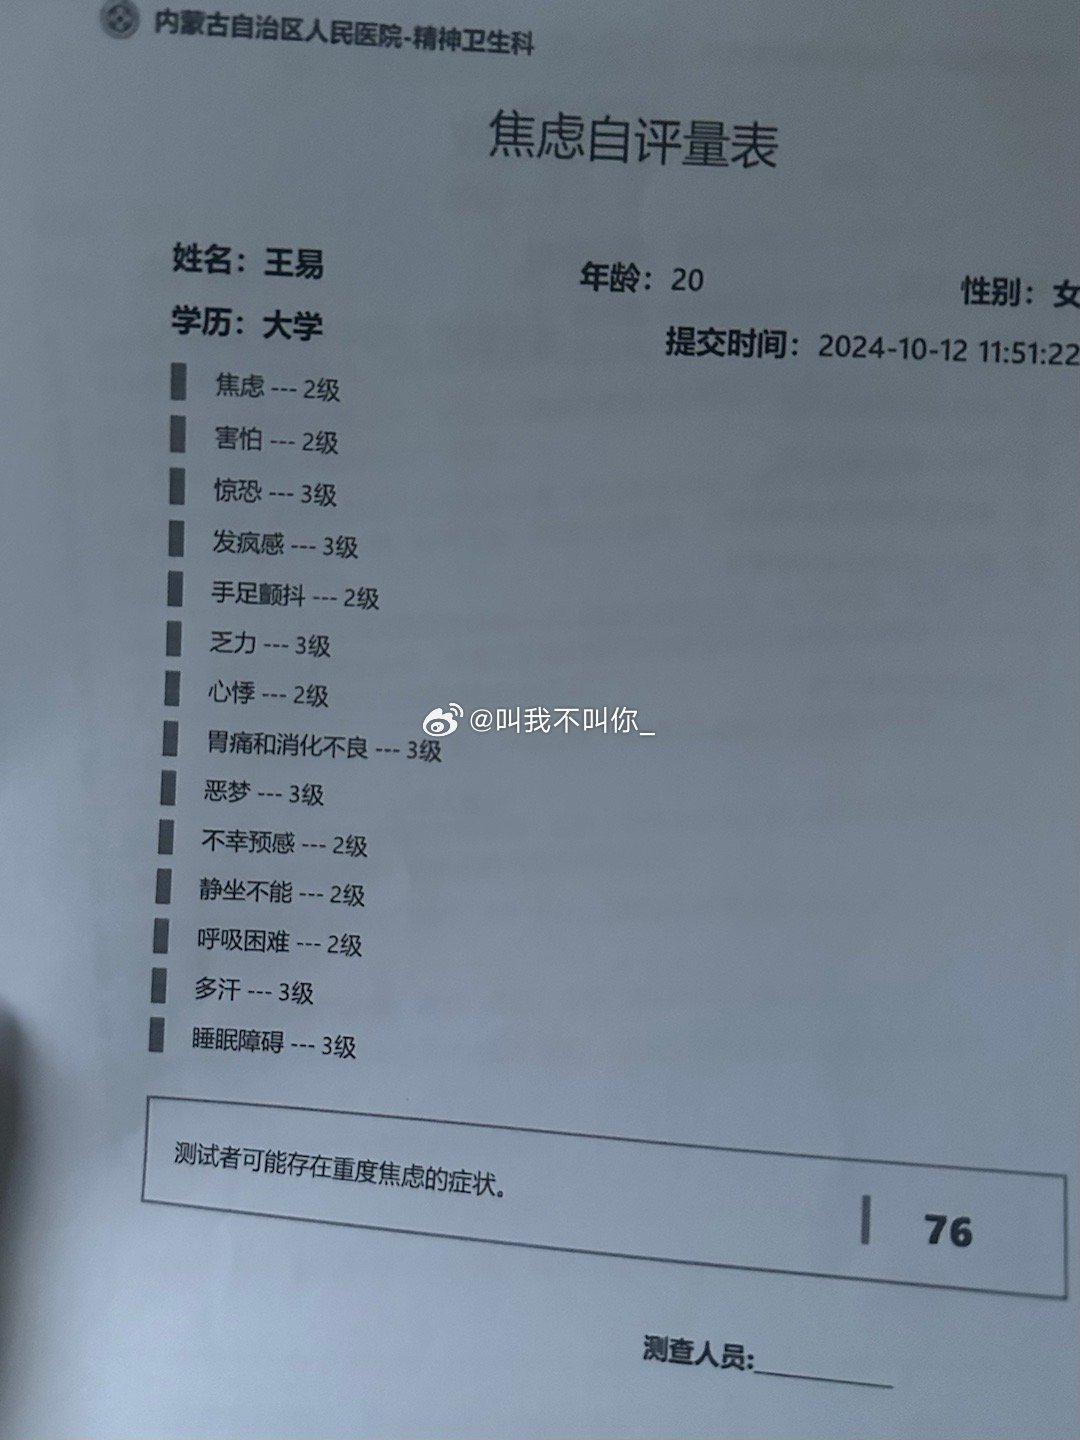 内蒙古自治区人民医院-精神卫生科
焦虑自评量表
姓名：王易 年龄：20 性别：女
学历：大学 提交时间：2024-10-12 11:51:22
焦虑 --- 2级
害怕 --- 2级
惊恐 --- 3级
发疯感 --- 3级
手足颤抖 --- 2级
乏力 --- 3级
心悸 --- 2级
@叫我不叫你_
胃痛和消化不良 --- 3级
恶梦 --- 3级
不幸预感 --- 2级
静坐不能 --- 2级
呼吸困难 --- 2级
多汗 --- 3级
睡眠障碍 --- 3级
测试者可能存在重度焦虑的症状。
76
测查人员: